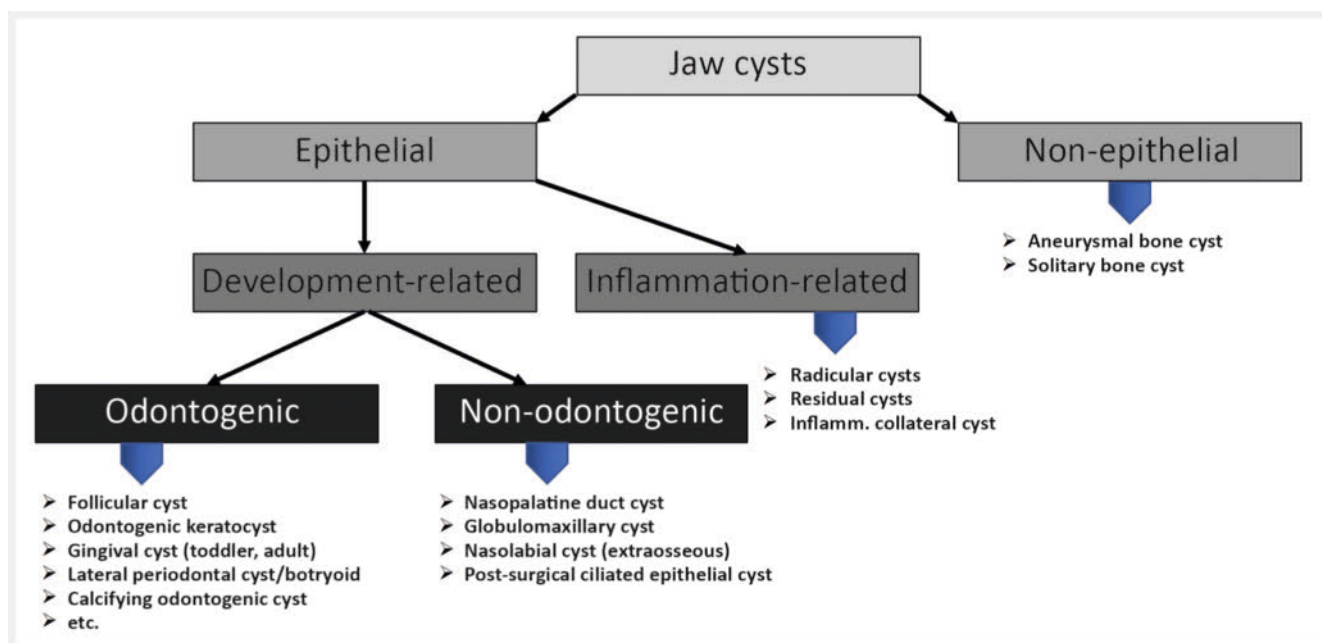 Jaw cysts
Epithelial
Non-epithelial
➢ Aneurysmal bone cyst
➢ Solitary bone cyst
Development-related
Inflammation-related
➢ Radicular cysts
➢ Residual cysts
➢ Inflamm. collateral cyst
Odontogenic
Non-odontogenic
➢ Follicular cyst
➢ Odontogenic keratocyst
➢ Gingival cyst (toddler, adult)
➢ Lateral periodontal cyst/botryoid
➢ Calcifying odontogenic cyst
➢ etc.
➢ Nasopalatine duct cyst
➢ Globulomaxillary cyst
➢ Nasolabial cyst (extraosseous)
➢ Post-surgical ciliated epithelial cyst